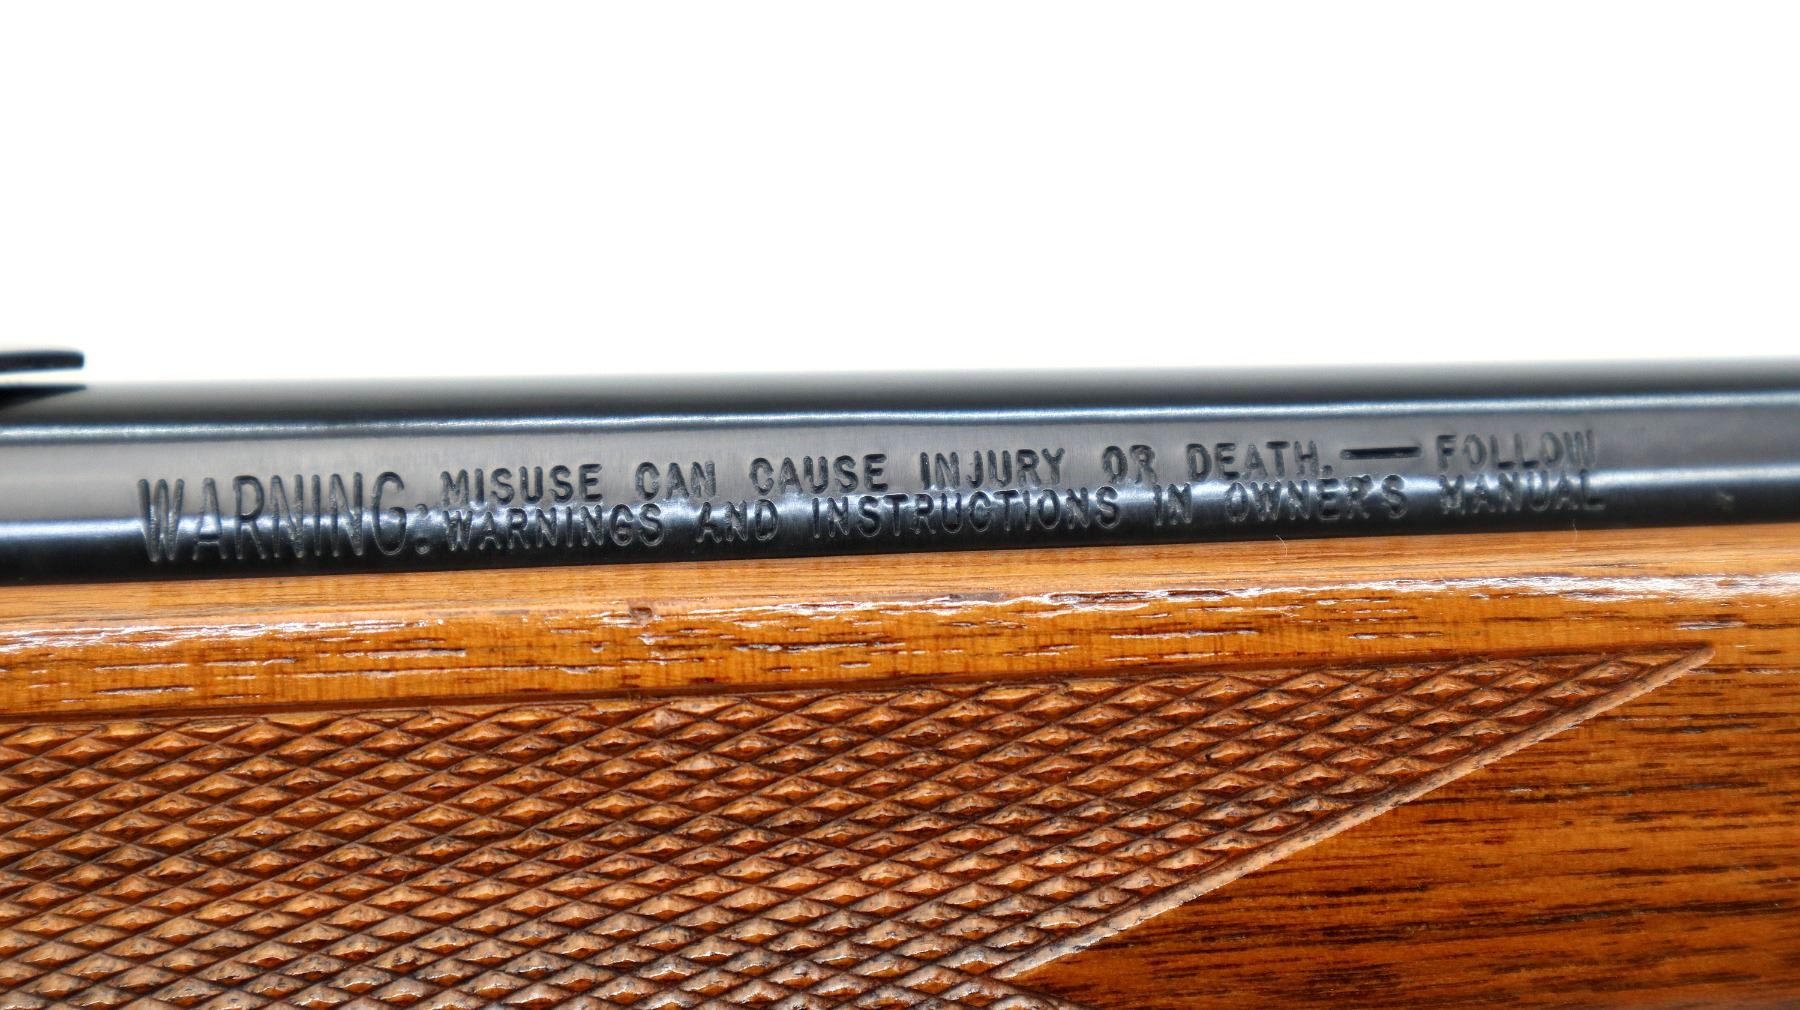 WARNING: MISUSE CAN CAUSE INJURY OR DEATH.— FOLLOW
WARNINGS AND INSTRUCTIONS IN OWNER'S MANUAL